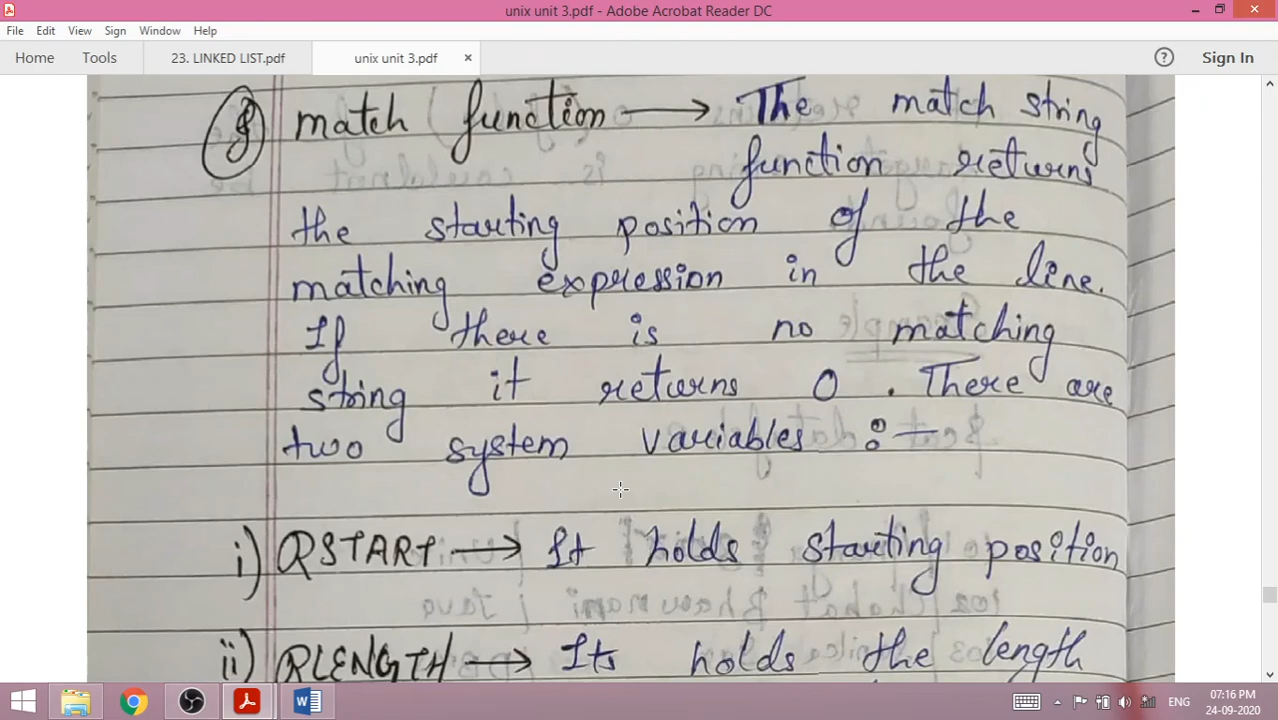 unix unit 3.pdf - Adobe Acrobat Reader DC
File Edit View Sign Window Help
Home Tools 23. LINKED LIST.pdf unix unit 3.pdf × Sign In
match function → The match string
function returns
the starting position of the
matching expression in the line.
If there is no matching
string it returns 0. There are
two system variables :-
i) RSTART → It holds starting position
ii) RLENGTH → Its holds the length
ENG 07:16 PM
24-09-2020